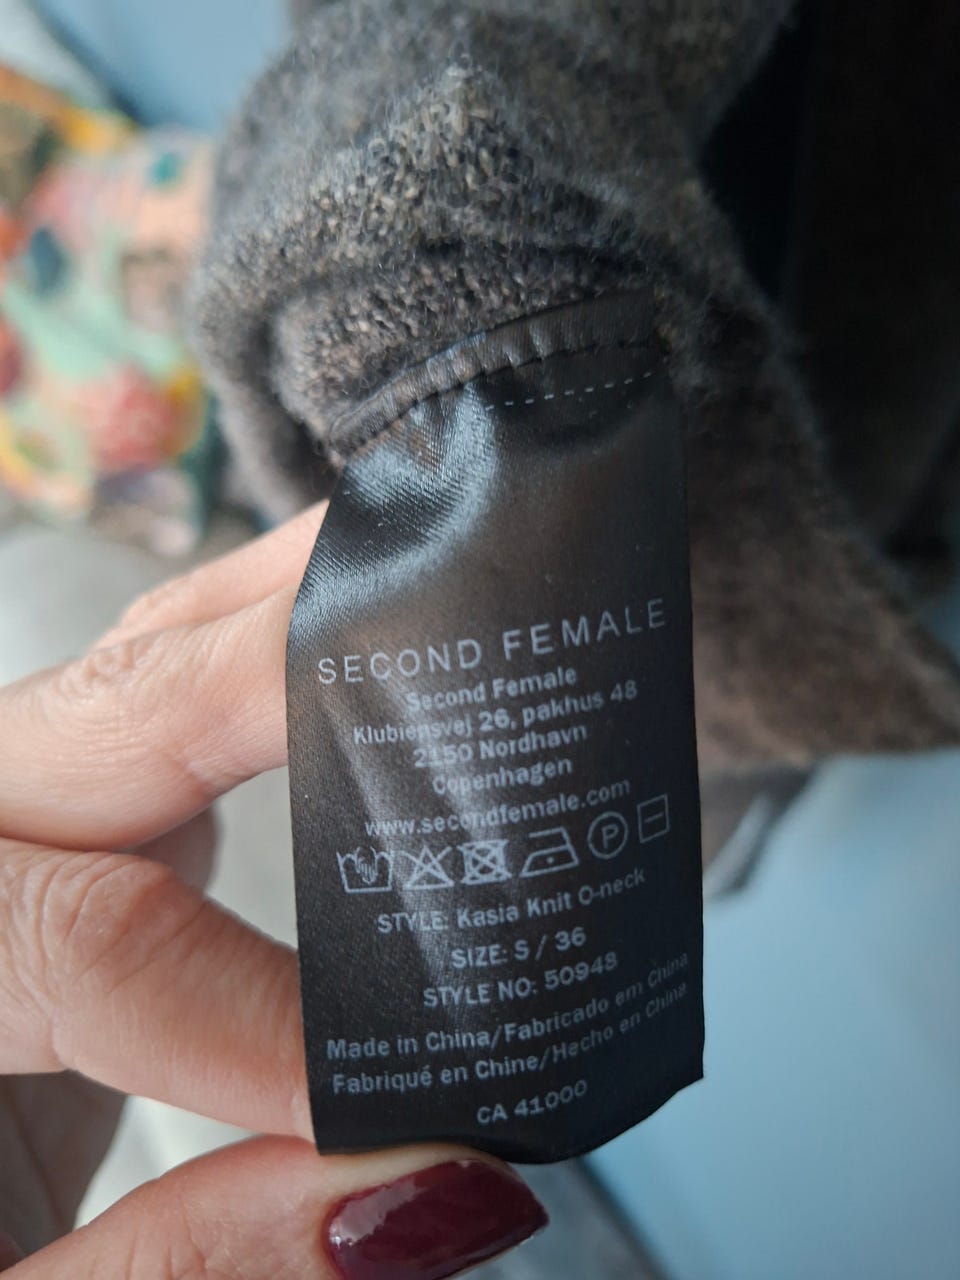 SECOND FEMALE
Second Female
Klubiensvej 26, pakhus 48
2150 Nordhavn
Copenhagen
www.secondfemale.com
P
STYLE: Kasia Knit O-neck
SIZE: S / 36
STYLE NO: 50948
Made in China/Fabricado em China
Fabriqué en Chine/Hecho en China
CA 41000